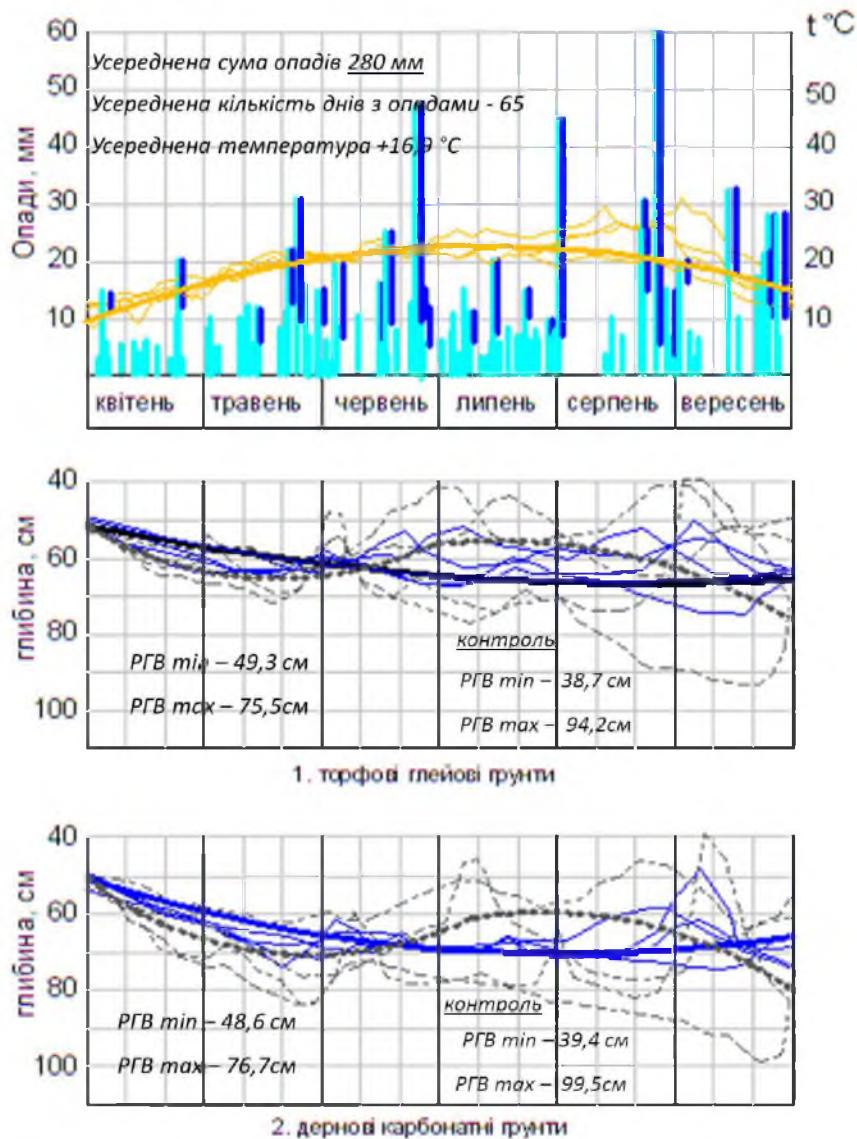 60
50
40
30
20
10
Опади, мм
t °C
50
40
30
20
10
Усереднена сума опадів 280 мм
Усереднена кількість днів з опадами - 65
Усереднена температура +16,9 °C
квітень травень червень липень серпень вересень
40
60
80
100
глибина, см
РГВ min – 49,3 см
РГВ max – 75,5см
контроль
РГВ min – 38,7 см
РГВ max – 94,2см
1. торфові глейові ґрунти
40
60
80
100
глибина, см
РГВ min – 48,6 см
РГВ max – 76,7см
контроль
РГВ min – 39,4 см
РГВ max – 99,5см
2. дернові карбонатні ґрунти